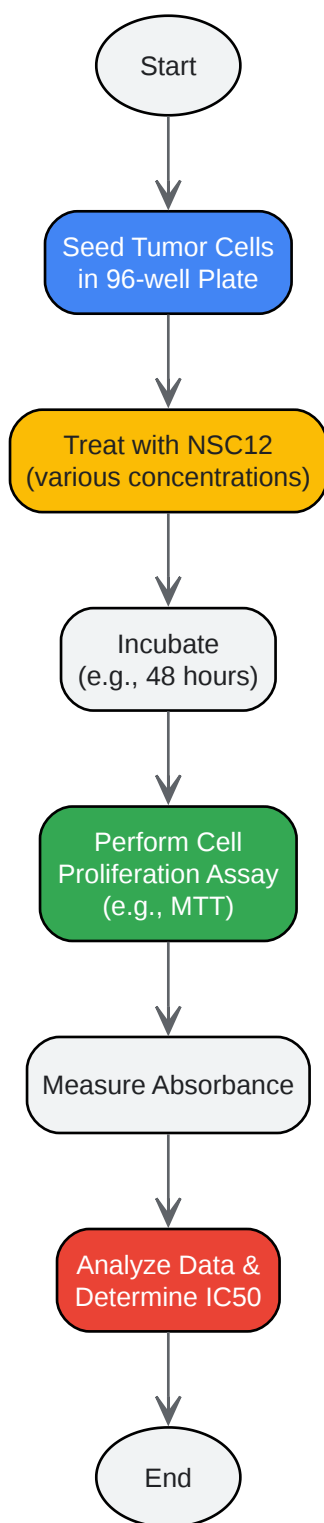 Start
Seed Tumor Cells
in 96-well Plate
Treat with NSC12
(various concentrations)
Incubate
(e.g., 48 hours)
Perform Cell
Proliferation Assay
(e.g., MTT)
Measure Absorbance
Analyze Data &
Determine IC50
End